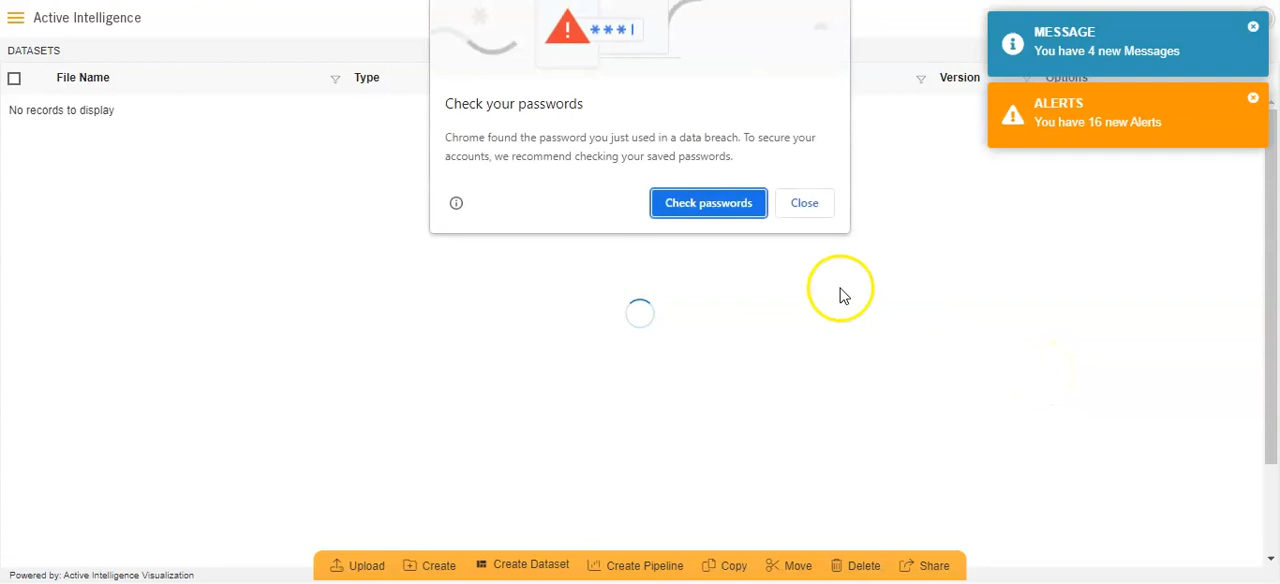 Active Intelligence
DATASETS
File Name Type Version Options
No records to display
***|
Check your passwords
Chrome found the password you just used in a data breach. To secure your
accounts, we recommend checking your saved passwords.
Check passwords Close
MESSAGE
You have 4 new Messages
ALERTS
You have 16 new Alerts
Upload Create Create Dataset Create Pipeline Copy Move Delete Share
Powered by: Active Intelligence Visualization